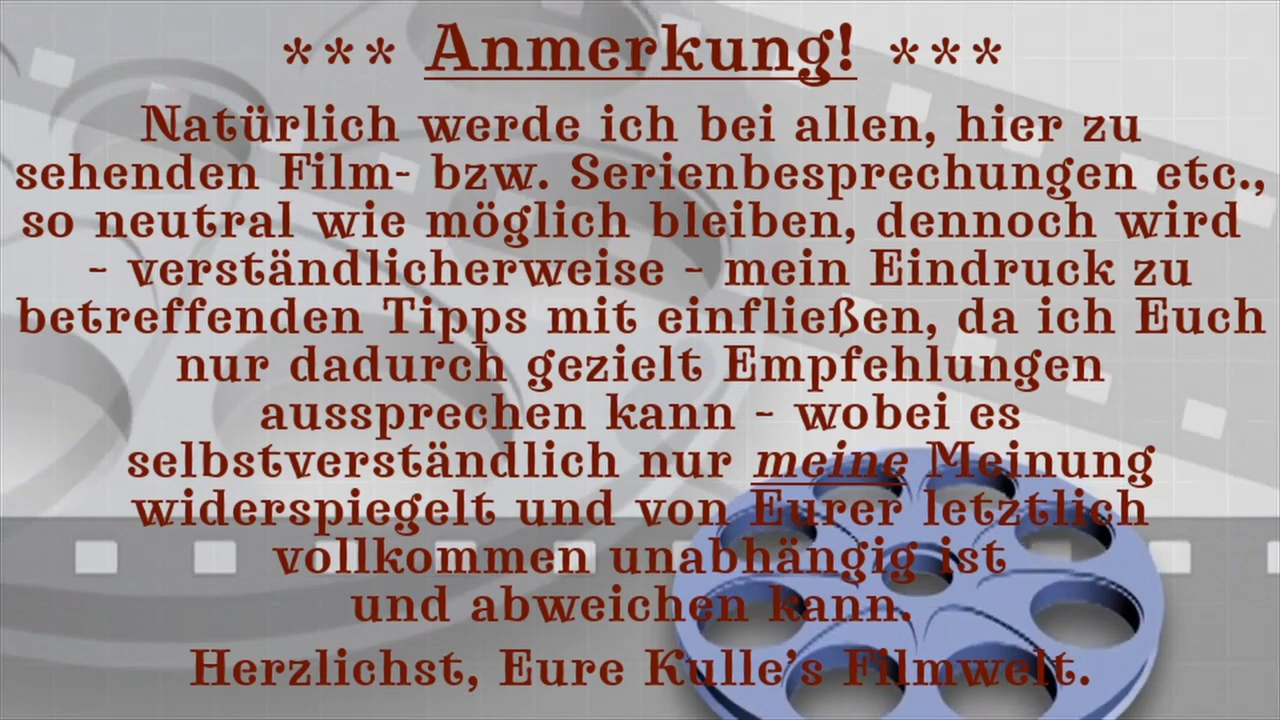 *** Anmerkung! ***
Natürlich werde ich bei allen, hier zu
sehenden Film- bzw. Serienbesprechungen etc.,
so neutral wie möglich bleiben, dennoch wird
- verständlicherweise - mein Eindruck zu
betreffenden Tipps mit einfließen, da ich Euch
nur dadurch gezielt Empfehlungen
aussprechen kann - wobei es
selbstverständlich nur meine Meinung
widerspiegelt und von Eurer letztlich
vollkommen unabhängig ist
und abweichen kann.
Herzlichst, Eure Kulle's Filmwelt.